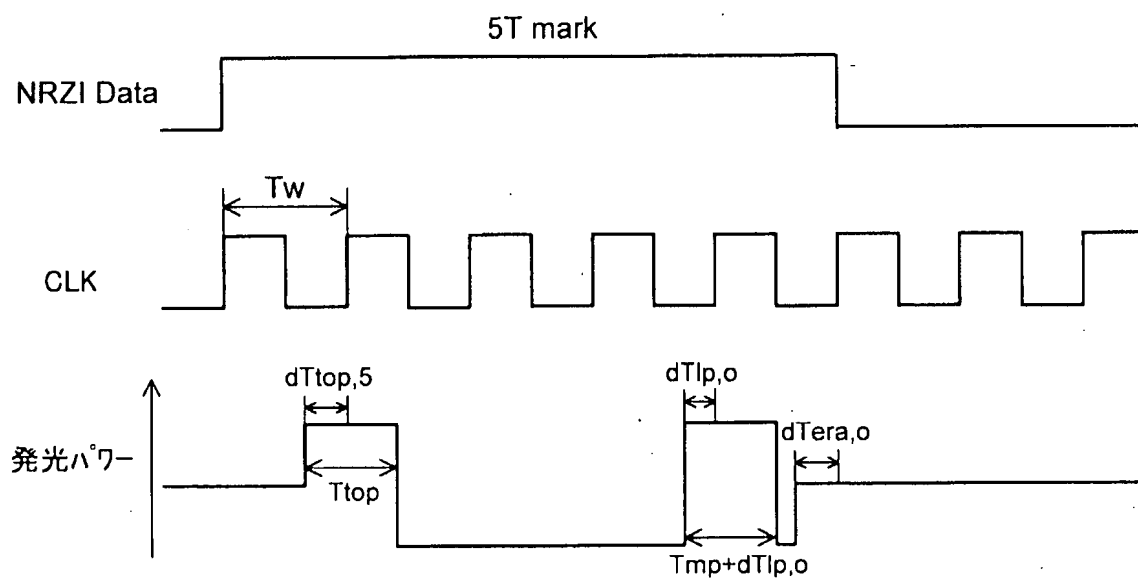 5T mark
NRZI Data
Tw
CLK
dTtop,5
dTlp,o
dTera,o
発光パワー
Ttop
Tmp+dTlp,o